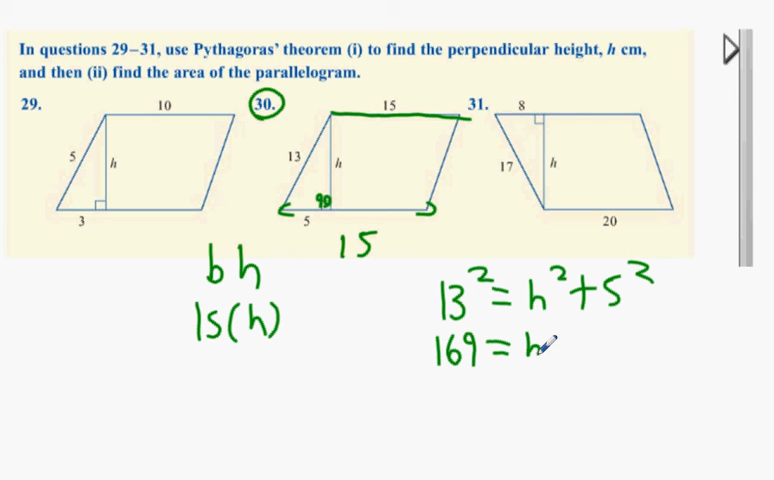 In questions 29–31, use Pythagoras' theorem (i) to find the perpendicular height, h cm,
and then (ii) find the area of the parallelogram.
29. 10 5 h 3
30. 15 13 h 90 5
31. 8 17 h 20
15
bh
15(h)
13² = h² + 5²
169 = h